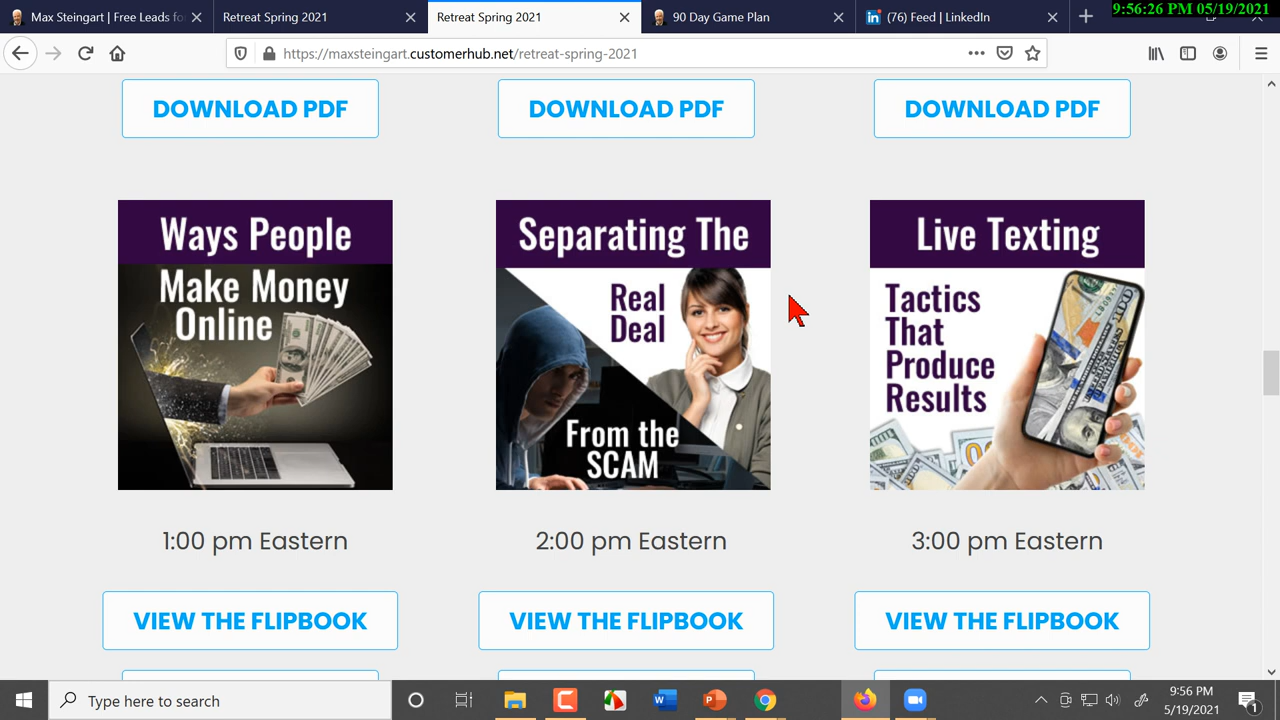 9:56:26 PM 05/19/2021
Max Steingart | Free Leads fo
Retreat Spring 2021
Retreat Spring 2021
90 Day Game Plan
(76) Feed | LinkedIn
https://maxsteingart.customerhub.net/retreat-spring-2021
DOWNLOAD PDF
DOWNLOAD PDF
DOWNLOAD PDF
Ways People
Make Money
Online
Separating The
Real
Deal
From the
SCAM
Live Texting
Tactics
That
Produce
Results
1:00 pm Eastern
2:00 pm Eastern
3:00 pm Eastern
VIEW THE FLIPBOOK
VIEW THE FLIPBOOK
VIEW THE FLIPBOOK
Type here to search
9:56 PM
5/19/2021
1